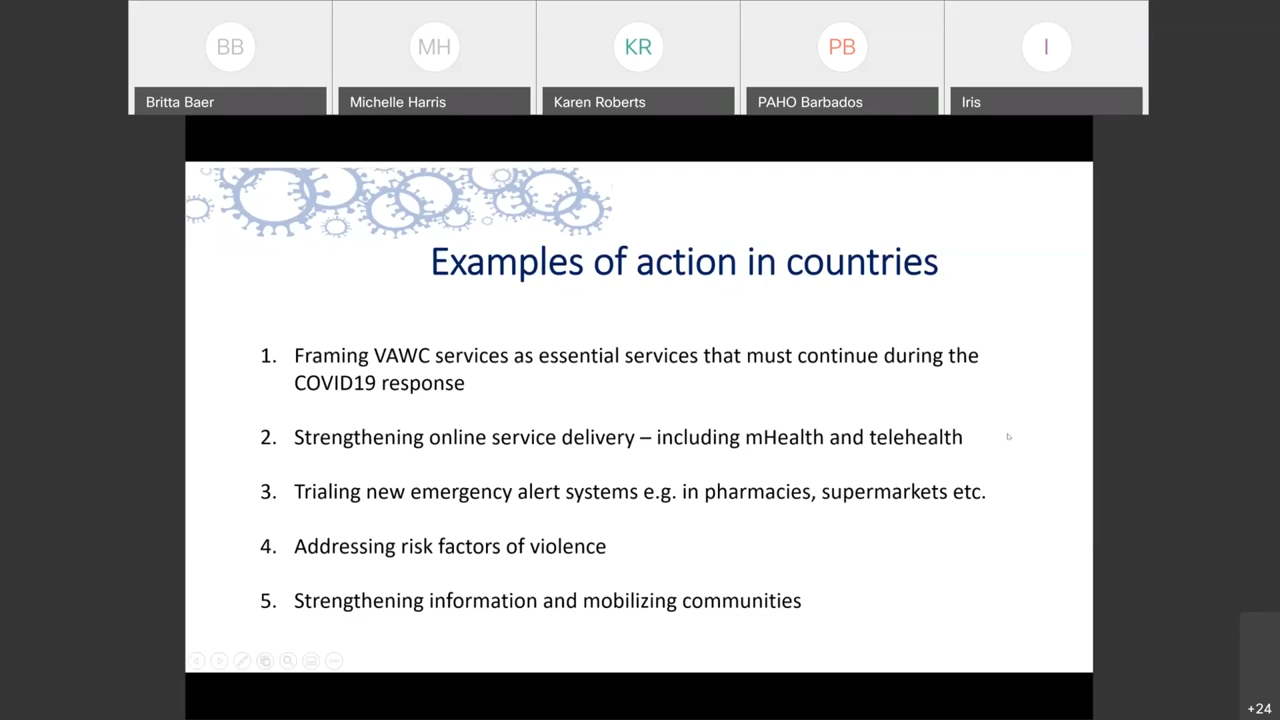 BB
MH
KR
PB
I
Britta Baer
Michelle Harris
Karen Roberts
PAHO Barbados
Iris
Examples of action in countries
1. Framing VAWC services as essential services that must continue during the
COVID19 response
2. Strengthening online service delivery – including mHealth and telehealth
3. Trialing new emergency alert systems e.g. in pharmacies, supermarkets etc.
4. Addressing risk factors of violence
5. Strengthening information and mobilizing communities
+24